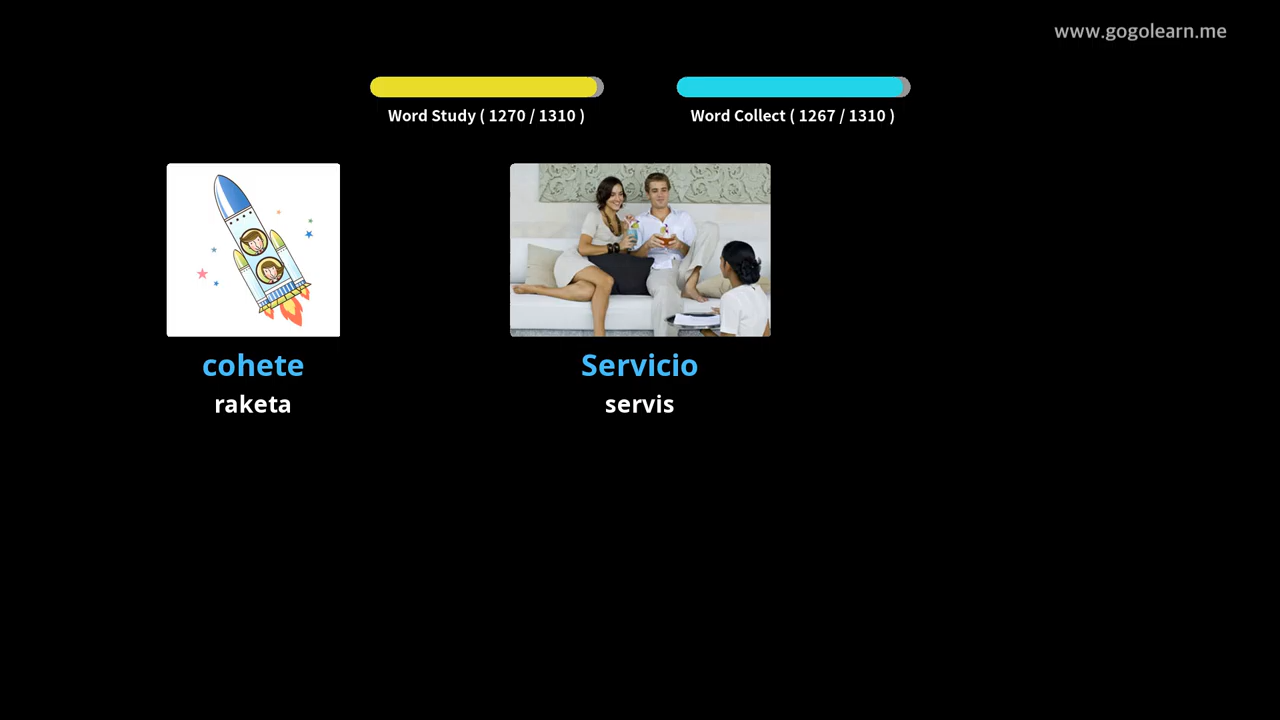 www.gogolearn.me
Word Study ( 1270 / 1310 )
Word Collect ( 1267 / 1310 )
cohete
raketa
Servicio
servis